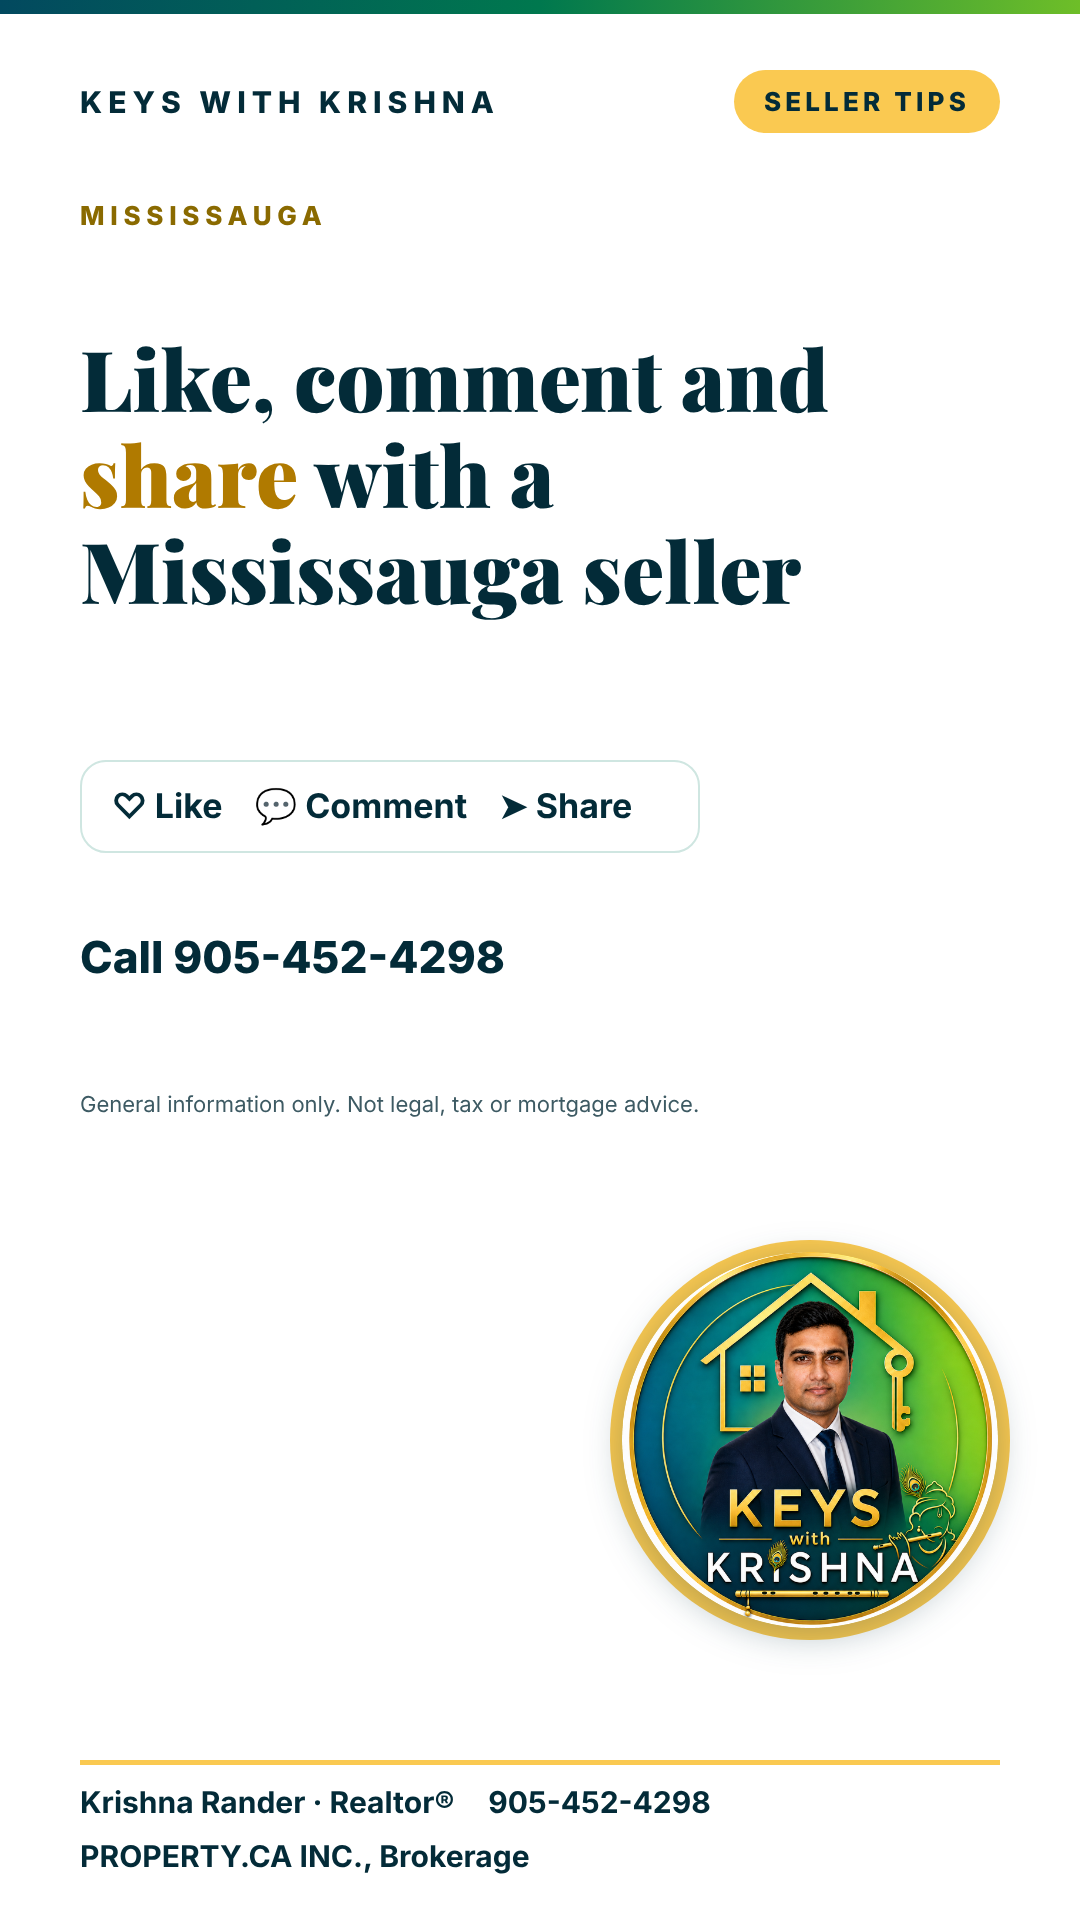 KEYS WITH KRISHNA
SELLER TIPS
MISSISSAUGA
Like, comment and
share with a
Mississauga seller
♡ Like 💬 Comment ➤ Share
Call 905-452-4298
General information only. Not legal, tax or mortgage advice.
KEYS
with
KRISHNA
Krishna Rander · Realtor® 905-452-4298
PROPERTY.CA INC., Brokerage